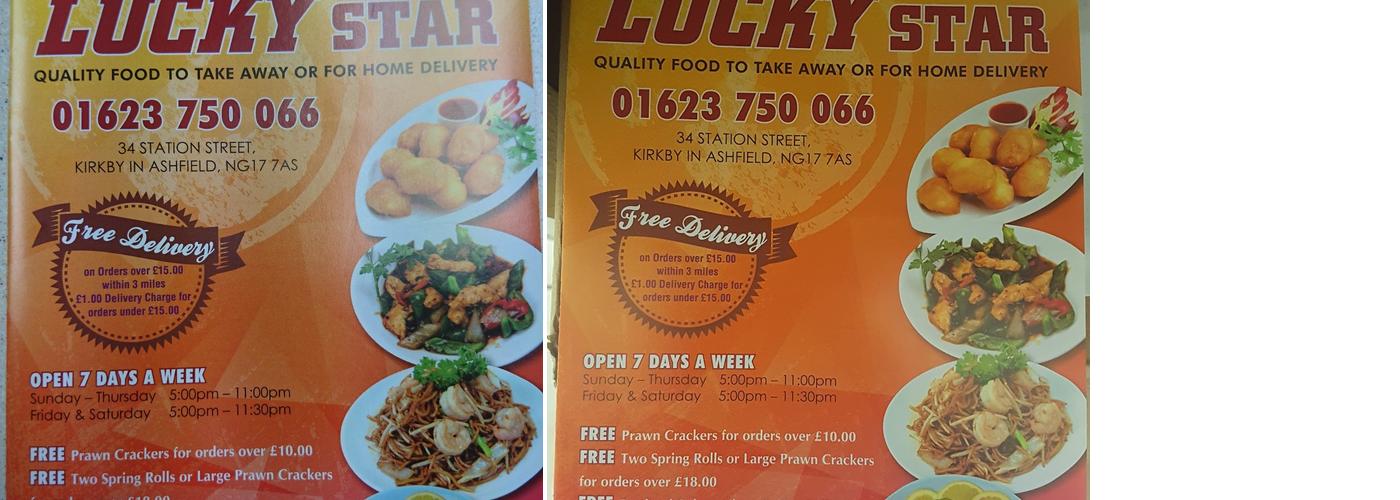 LUCKY STAR
QUALITY FOOD TO TAKE AWAY OR FOR HOME DELIVERY
01623 750 066
34 STATION STREET,
KIRKBY IN ASHFIELD, NG17 7AS
Free Delivery
on Orders over £15.00
within 3 miles
£1.00 Delivery Charge for
orders under £15.00
OPEN 7 DAYS A WEEK
Sunday – Thursday 5:00pm – 11:00pm
Friday & Saturday 5:00pm – 11:30pm
FREE Prawn Crackers for orders over £10.00
FREE Two Spring Rolls or Large Prawn Crackers
for orders over £18.00
LUCKY STAR
QUALITY FOOD TO TAKE AWAY OR FOR HOME DELIVERY
01623 750 066
34 STATION STREET,
KIRKBY IN ASHFIELD, NG17 7AS
Free Delivery
on Orders over £15.00
within 3 miles
£1.00 Delivery Charge for
orders under £15.00
OPEN 7 DAYS A WEEK
Sunday – Thursday 5:00pm – 11:00pm
Friday & Saturday 5:00pm – 11:30pm
FREE Prawn Crackers for orders over £10.00
FREE Two Spring Rolls or Large Prawn Crackers
for orders over £18.00
FREE